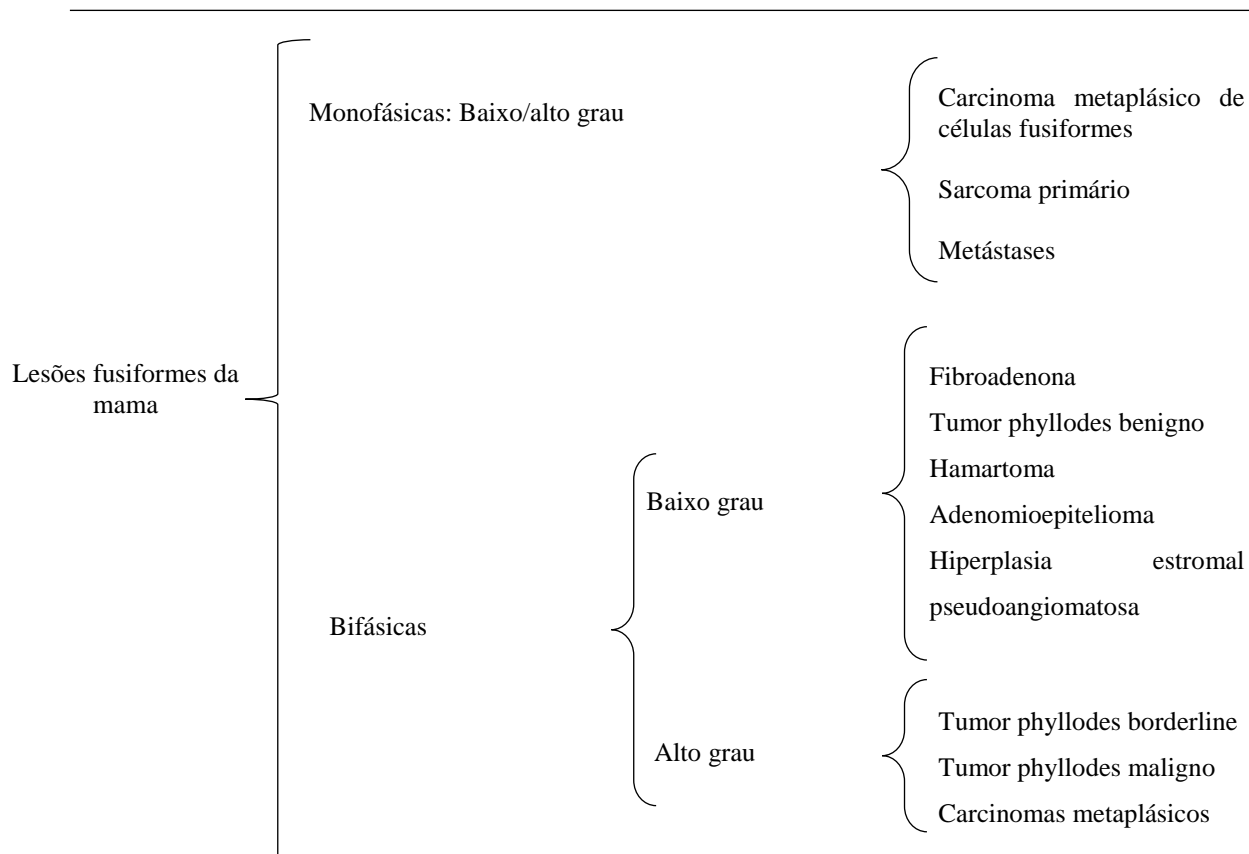 Monofásicas: Baixo/alto grau
Carcinoma metaplásico de
células fusiformes
Sarcoma primário
Metástases
Lesões fusiformes da
mama
Bifásicas
Baixo grau
Fibroadenona
Tumor phyllodes benigno
Hamartoma
Adenomioepitelioma
Hiperplasia estromal
pseudoangiomatosa
Alto grau
Tumor phyllodes borderline
Tumor phyllodes maligno
Carcinomas metaplásicos